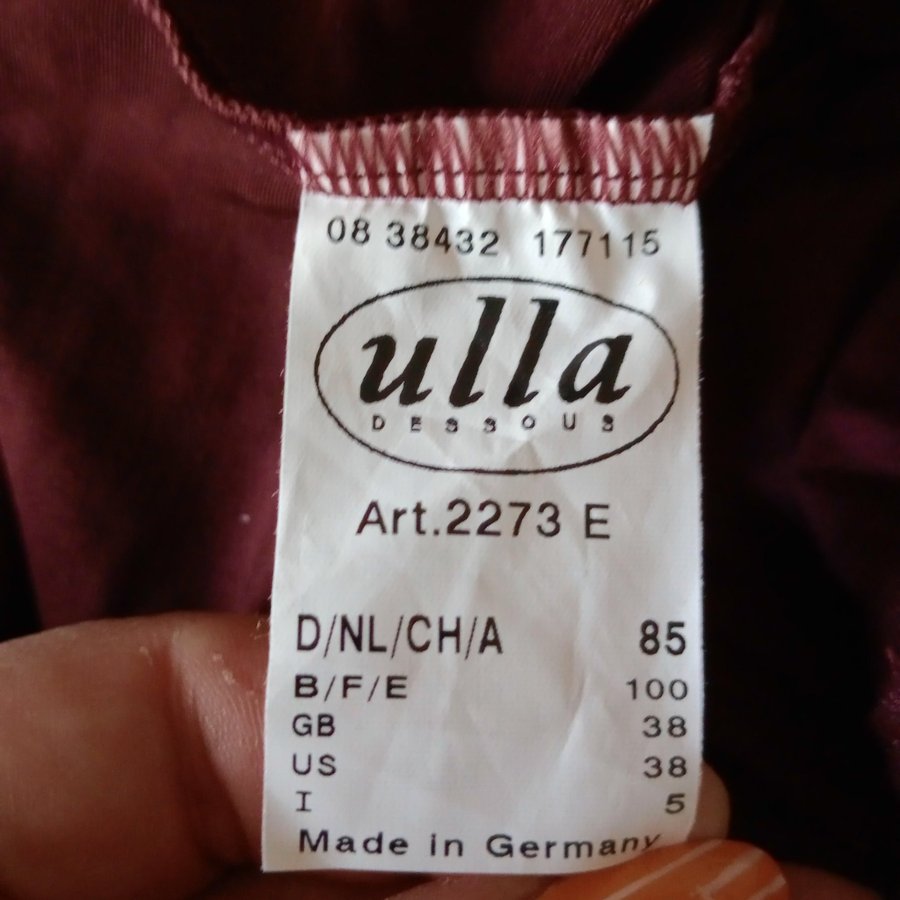 08 38432 177115
ulla
DESSOUS
Art.2273 E
D/NL/CH/A 85
B/F/E 100
GB 38
US 38
I 5
Made in Germany